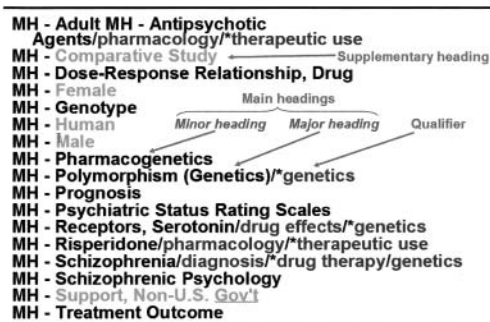 MH - Adult MH - Antipsychotic
Agents/pharmacology/*therapeutic use
MH - Comparative Study
Supplementary heading
MH - Dose-Response Relationship, Drug
MH - Female
Main headings
MH - Genotype
MH - Human
Minor heading
Major heading
Qualifier
MH - Male
MH - Pharmacogenetics
MH - Polymorphism (Genetics)/*genetics
MH - Prognosis
MH - Psychiatric Status Rating Scales
MH - Receptors, Serotonin/drug effects/*genetics
MH - Risperidone/pharmacology/*therapeutic use
MH - Schizophrenia/diagnosis/*drug therapy/genetics
MH - Schizophrenic Psychology
MH - Support, Non-U.S. Gov't
MH - Treatment Outcome